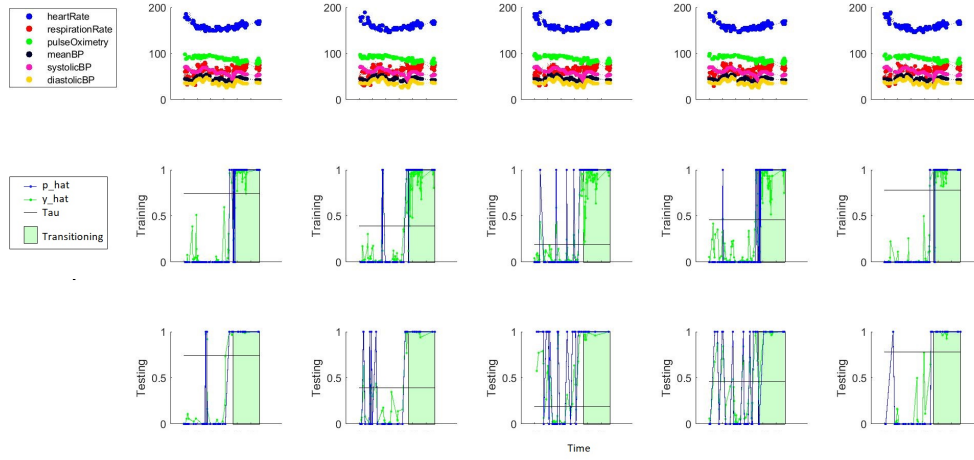 heartRate
respirationRate
pulseOximetry
meanBP
systolicBP
diastolicBP
200
100
0
200
100
0
200
100
0
200
100
0
200
100
0
p_hat
y_hat
Tau
Transitioning
Training
1
0.5
0
Training
1
0.5
0
Training
1
0.5
0
Training
1
0.5
0
Training
1
0.5
0
-
Testing
1
0.5
0
Testing
1
0.5
0
Testing
1
0.5
0
Testing
1
0.5
0
Testing
1
0.5
0
Time